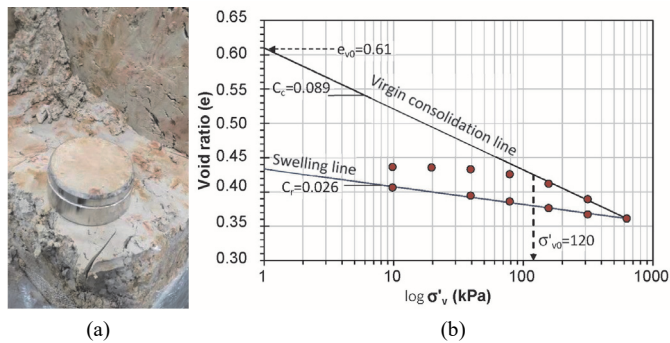 0.65
0.60
0.55
0.50
0.45
0.40
0.35
0.30
Void ratio (e)
e_v0=0.61
C_c=0.089
Virgin consolidation line
Swelling line
C_r=0.026
σ'_v0=120
1
10
100
1000
log σ'_v (kPa)
(a)
(b)